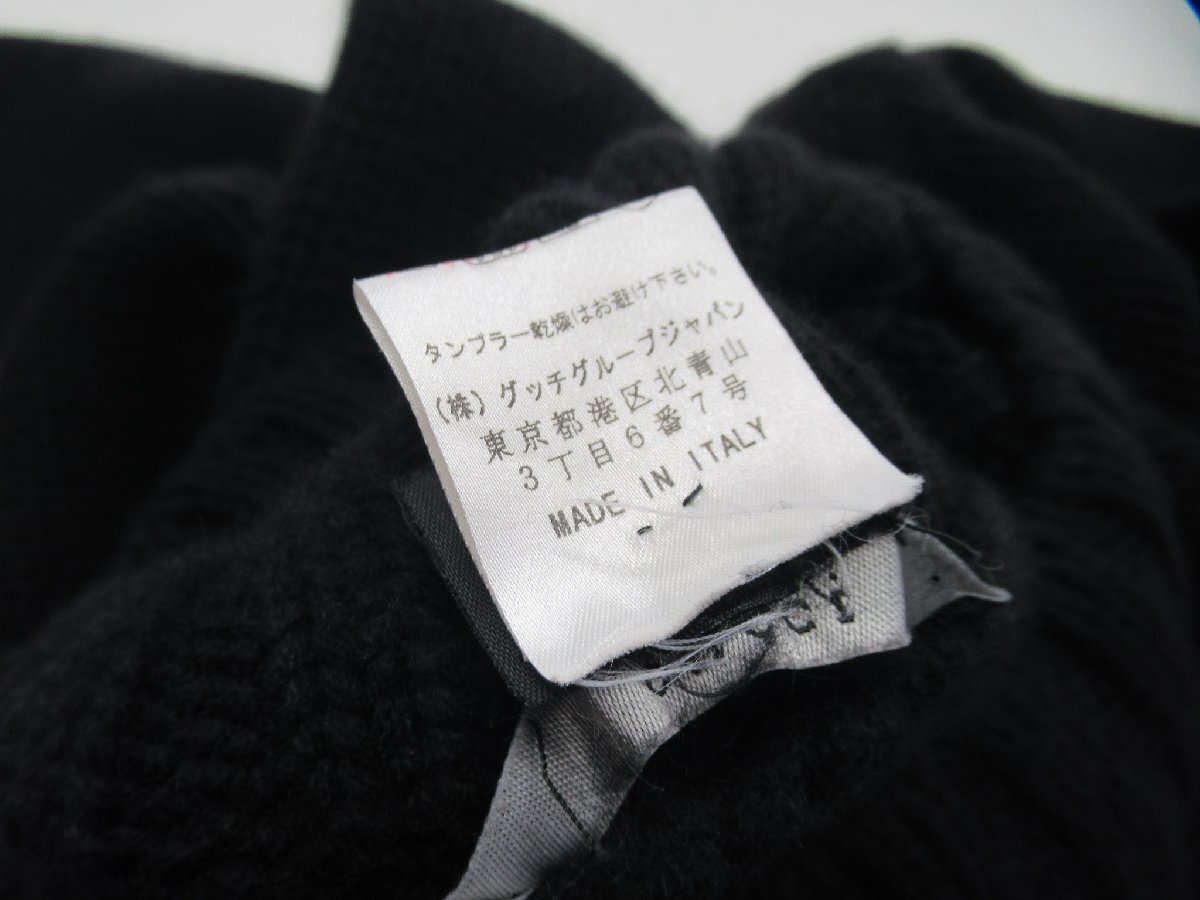 タンブラー乾燥はお避け下さい。
(株)グッチグループジャパン
東京都港区北青山
3丁目6番7号
MADE IN ITALY